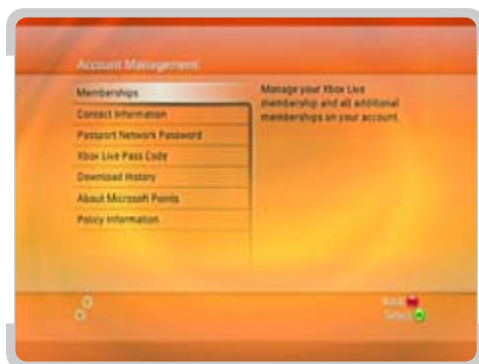 Account Management
Memberships
Contact Information
Passport Network Password
Xbox Live Pass Code
Download History
About Microsoft Points
Policy Information
Manage your Xbox Live
membership and all additional
memberships on your account.
Back
Select